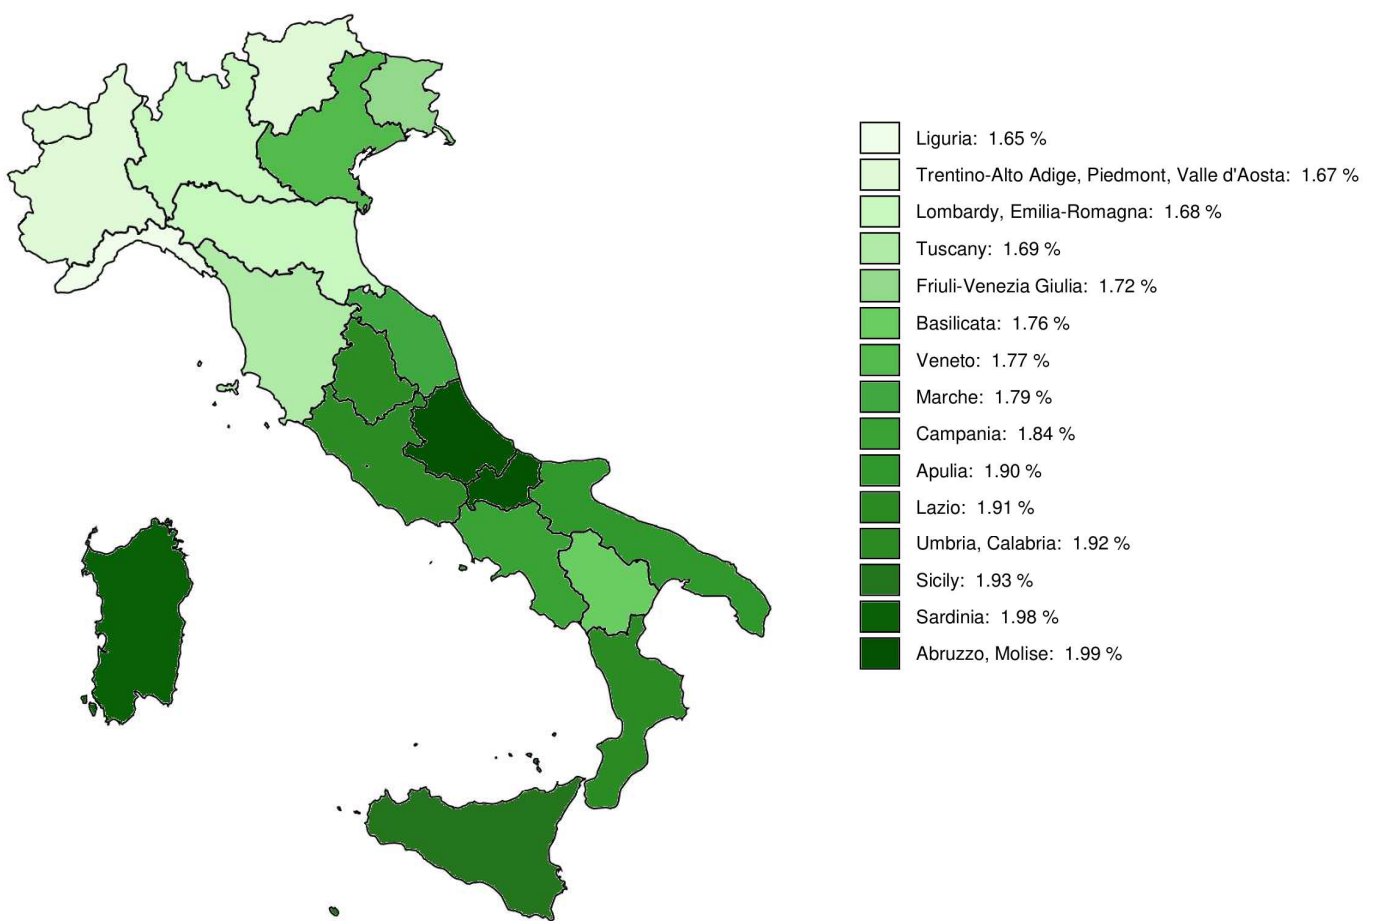 Liguria: 1.65 %
Trentino-Alto Adige, Piedmont, Valle d'Aosta: 1.67 %
Lombardy, Emilia-Romagna: 1.68 %
Tuscany: 1.69 %
Friuli-Venezia Giulia: 1.72 %
Basilicata: 1.76 %
Veneto: 1.77 %
Marche: 1.79 %
Campania: 1.84 %
Apulia: 1.90 %
Lazio: 1.91 %
Umbria, Calabria: 1.92 %
Sicily: 1.93 %
Sardinia: 1.98 %
Abruzzo, Molise: 1.99 %